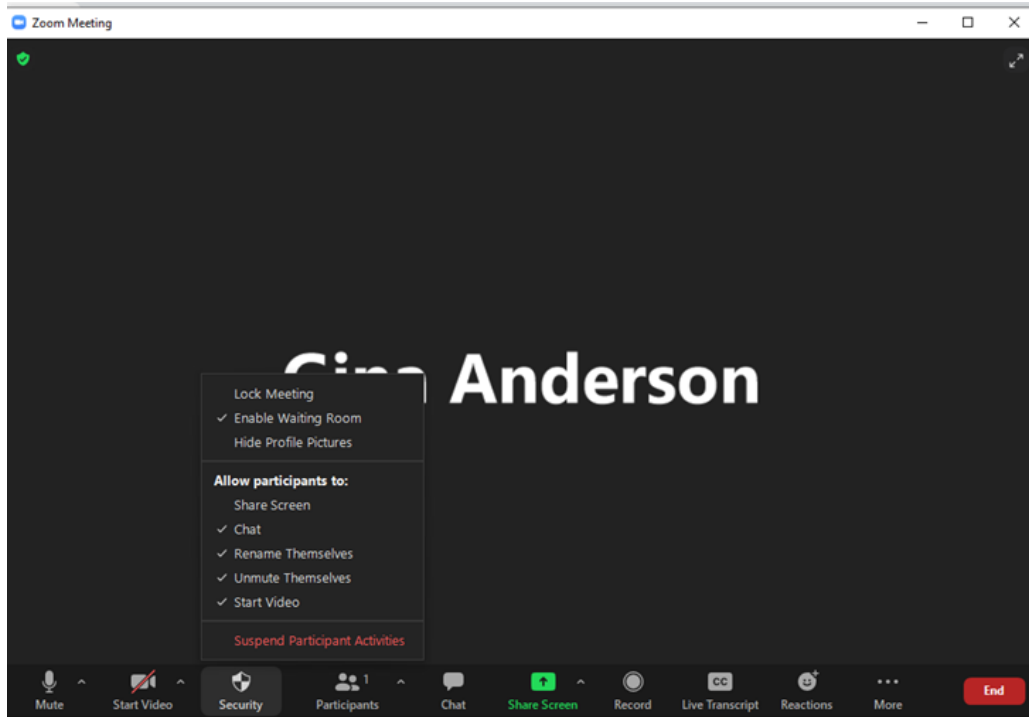 Zoom Meeting
Gina Anderson
Lock Meeting
Enable Waiting Room
Hide Profile Pictures
Allow participants to:
Share Screen
Chat
Rename Themselves
Unmute Themselves
Start Video
Suspend Participant Activities
1
CC
Mute
Start Video
Security
Participants
Chat
Share Screen
Record
Live Transcript
Reactions
More
End